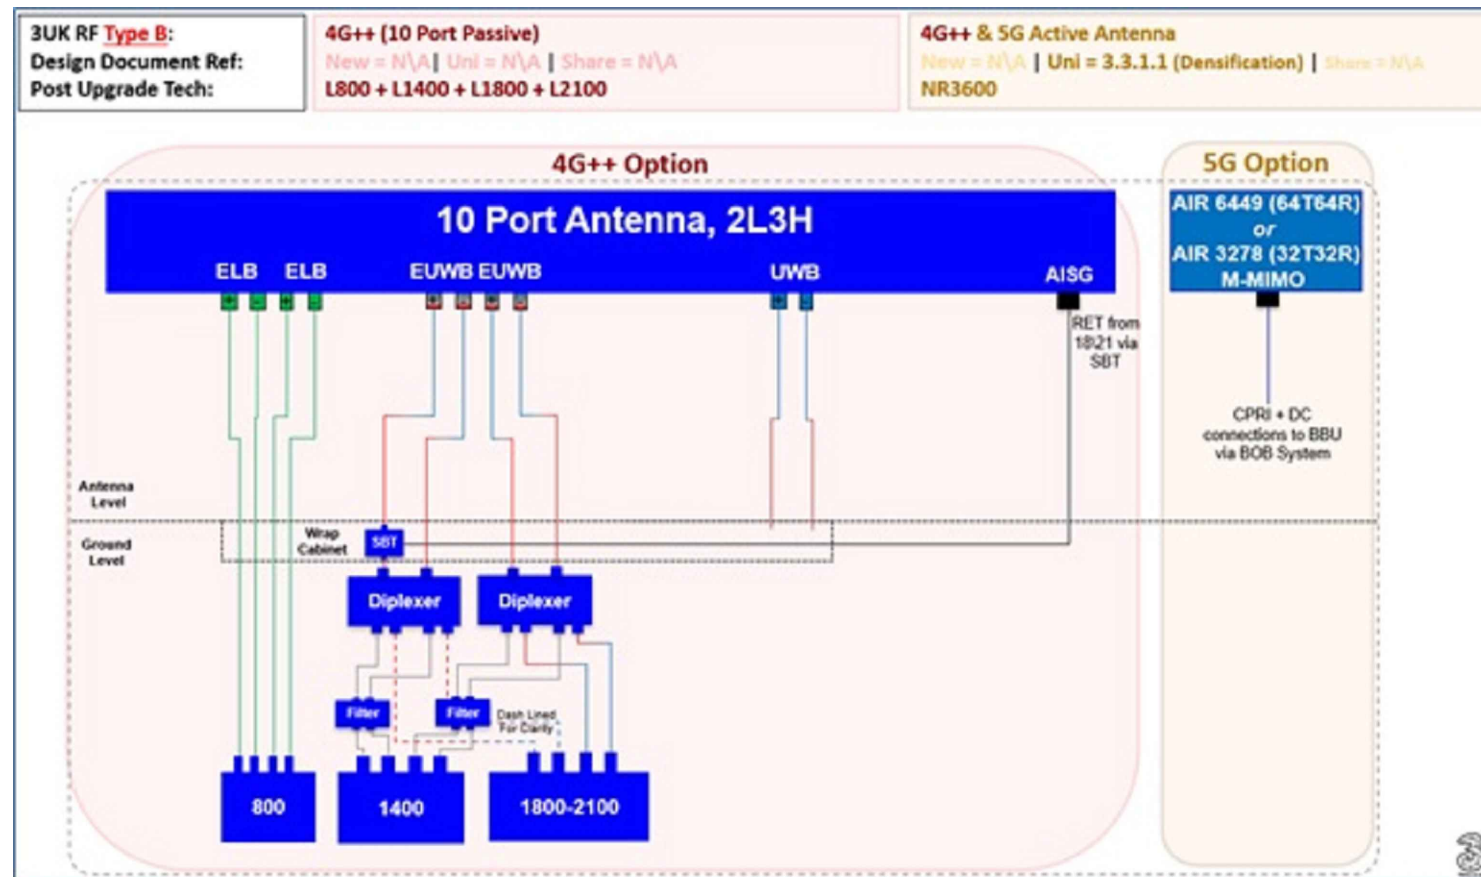 3UK RF Type B:
Design Document Ref:
Post Upgrade Tech:
4G++ (10 Port Passive)
New = N\A| Uni = N\A | Share = N\A
L800 + L1400 + L1800 + L2100
4G++ & 5G Active Antenna
New = N\A | Uni = 3.3.1.1 (Densification) | Share = N\A
NR3600
4G++ Option
5G Option
10 Port Antenna, 2L3H
ELB ELB EUWB EUWB UWB AISG
AIR 6449 (64T64R)
or
AIR 3278 (32T32R)
M-MIMO
+ - + - + - + - + -
RET from
18\21 via
SBT
CPRI + DC
connections to BBU
via BOB System
Antenna
Level
Ground
Level
Wrap
Cabinet
SBT
Diplexer Diplexer
Filter Filter
Dash Lined
For Clarity
800 1400 1800-2100